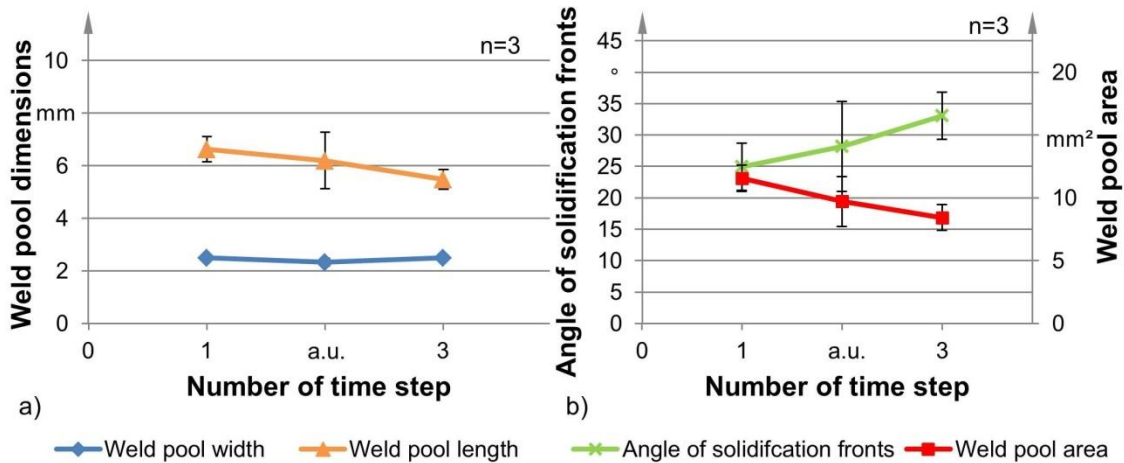 Weld pool dimensions
n=3
10
mm
6
4
2
0
0
1
a.u.
3
Number of time step
a)
Angle of solidification fronts
n=3
45
°
35
30
25
20
15
10
5
0
0
1
a.u.
3
Number of time step
b)
20
mm²
10
5
0
Weld pool area
Weld pool width
Weld pool length
Angle of solidifcation fronts
Weld pool area